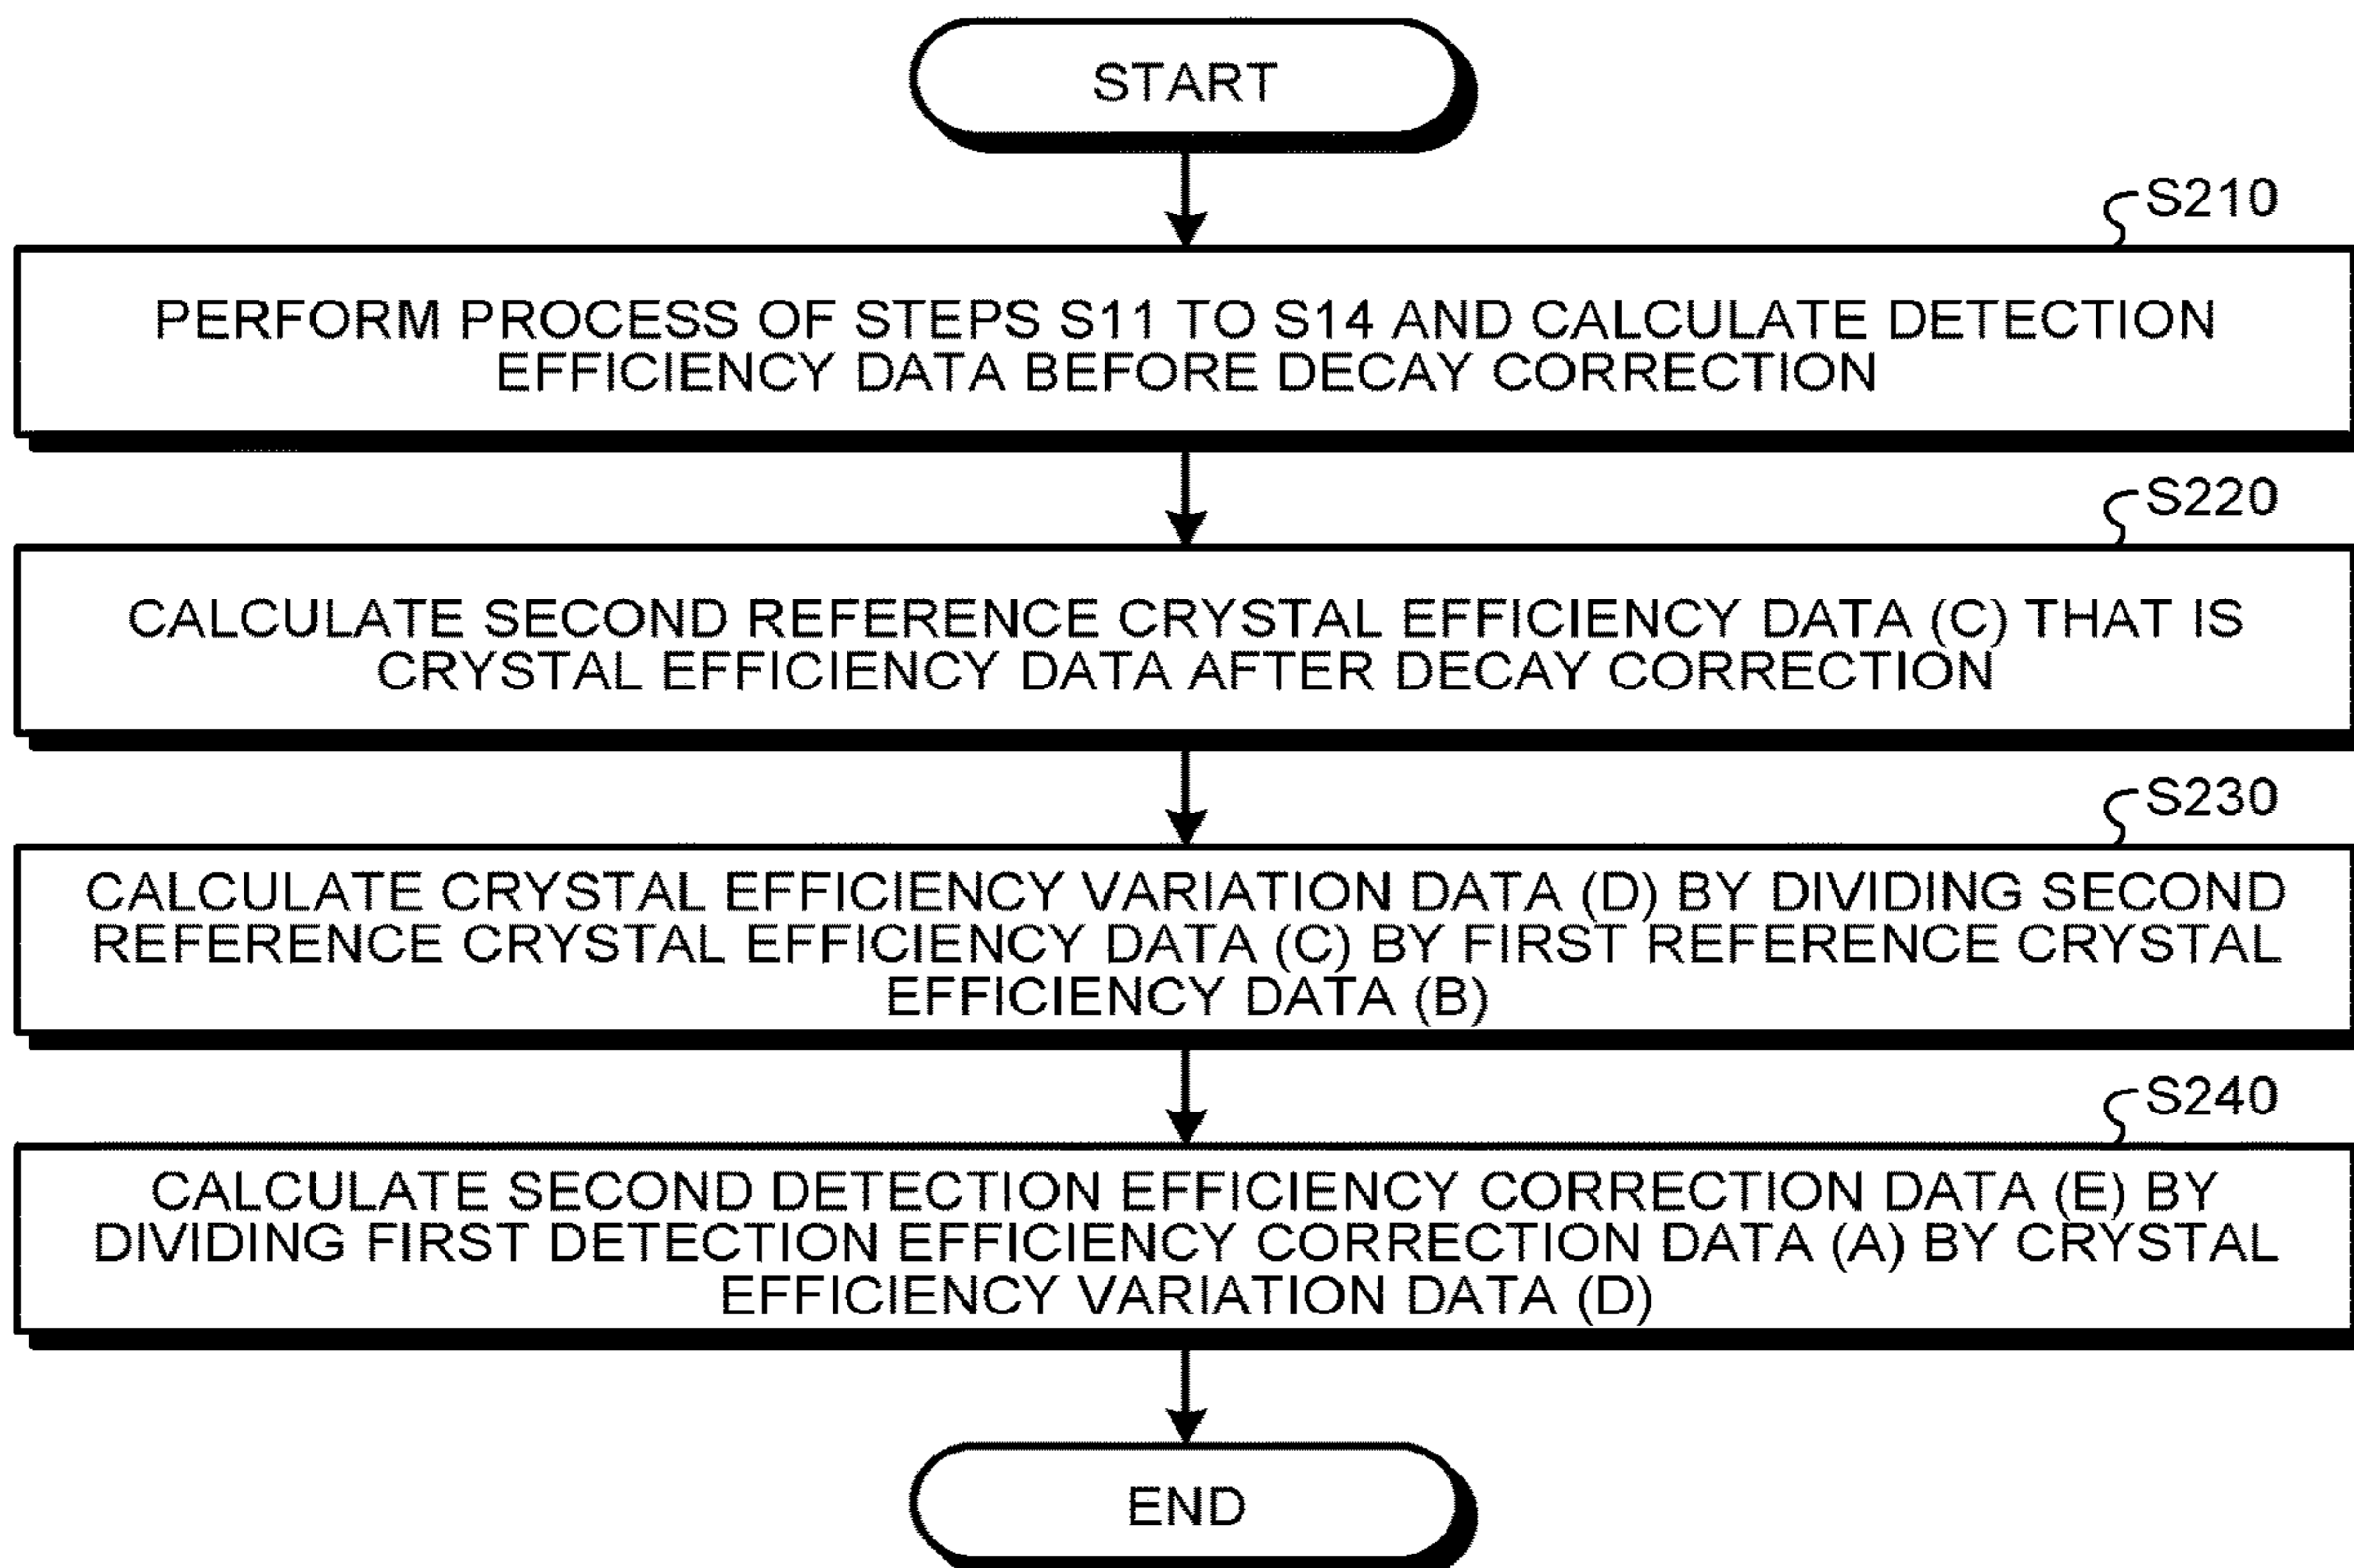 START
S210
PERFORM PROCESS OF STEPS S11 TO S14 AND CALCULATE DETECTION
EFFICIENCY DATA BEFORE DECAY CORRECTION
S220
CALCULATE SECOND REFERENCE CRYSTAL EFFICIENCY DATA (C) THAT IS
CRYSTAL EFFICIENCY DATA AFTER DECAY CORRECTION
S230
CALCULATE CRYSTAL EFFICIENCY VARIATION DATA (D) BY DIVIDING SECOND
REFERENCE CRYSTAL EFFICIENCY DATA (C) BY FIRST REFERENCE CRYSTAL
EFFICIENCY DATA (B)
S240
CALCULATE SECOND DETECTION EFFICIENCY CORRECTION DATA (E) BY
DIVIDING FIRST DETECTION EFFICIENCY CORRECTION DATA (A) BY CRYSTAL
EFFICIENCY VARIATION DATA (D)
END